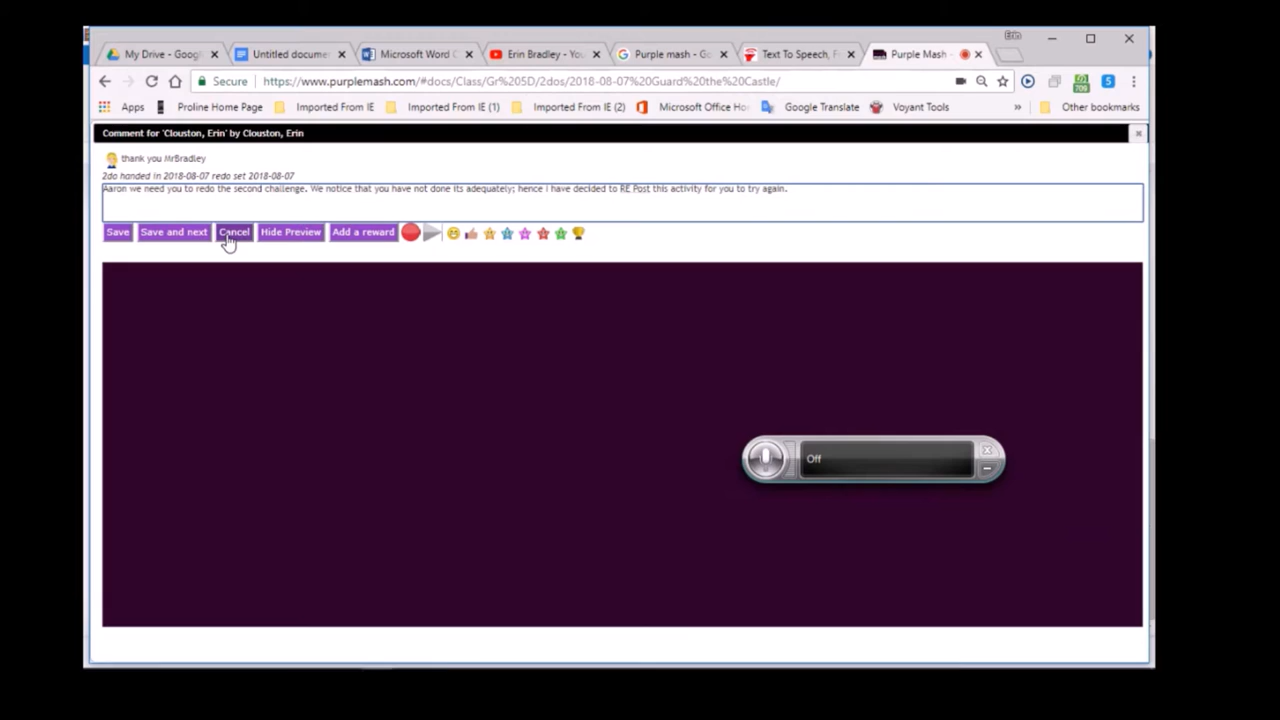 Erin
My Drive - Goog
Untitled docume
Microsoft Word
Erin Bradley - You
Purple mash - Go
Text To Speech, F
Purple Mash -
Secure
https://www.purplemash.com/#docs/Class/Gr%205D/2dos/2018-08-07%20Guard%20the%20Castle/
Apps
Proline Home Page
Imported From IE
Imported From IE (1)
Imported From IE (2)
Microsoft Office Ho
Google Translate
Voyant Tools
»
Other bookmarks
Comment for 'Clouston, Erin' by Clouston, Erin
thank you MrBradley
2do handed in 2018-08-07 redo set 2018-08-07
Aaron we need you to redo the second challenge. We notice that you have not done its adequately; hence I have decided to RE Post this activity for you to try again.
Save
Save and next
Cancel
Hide Preview
Add a reward
Off